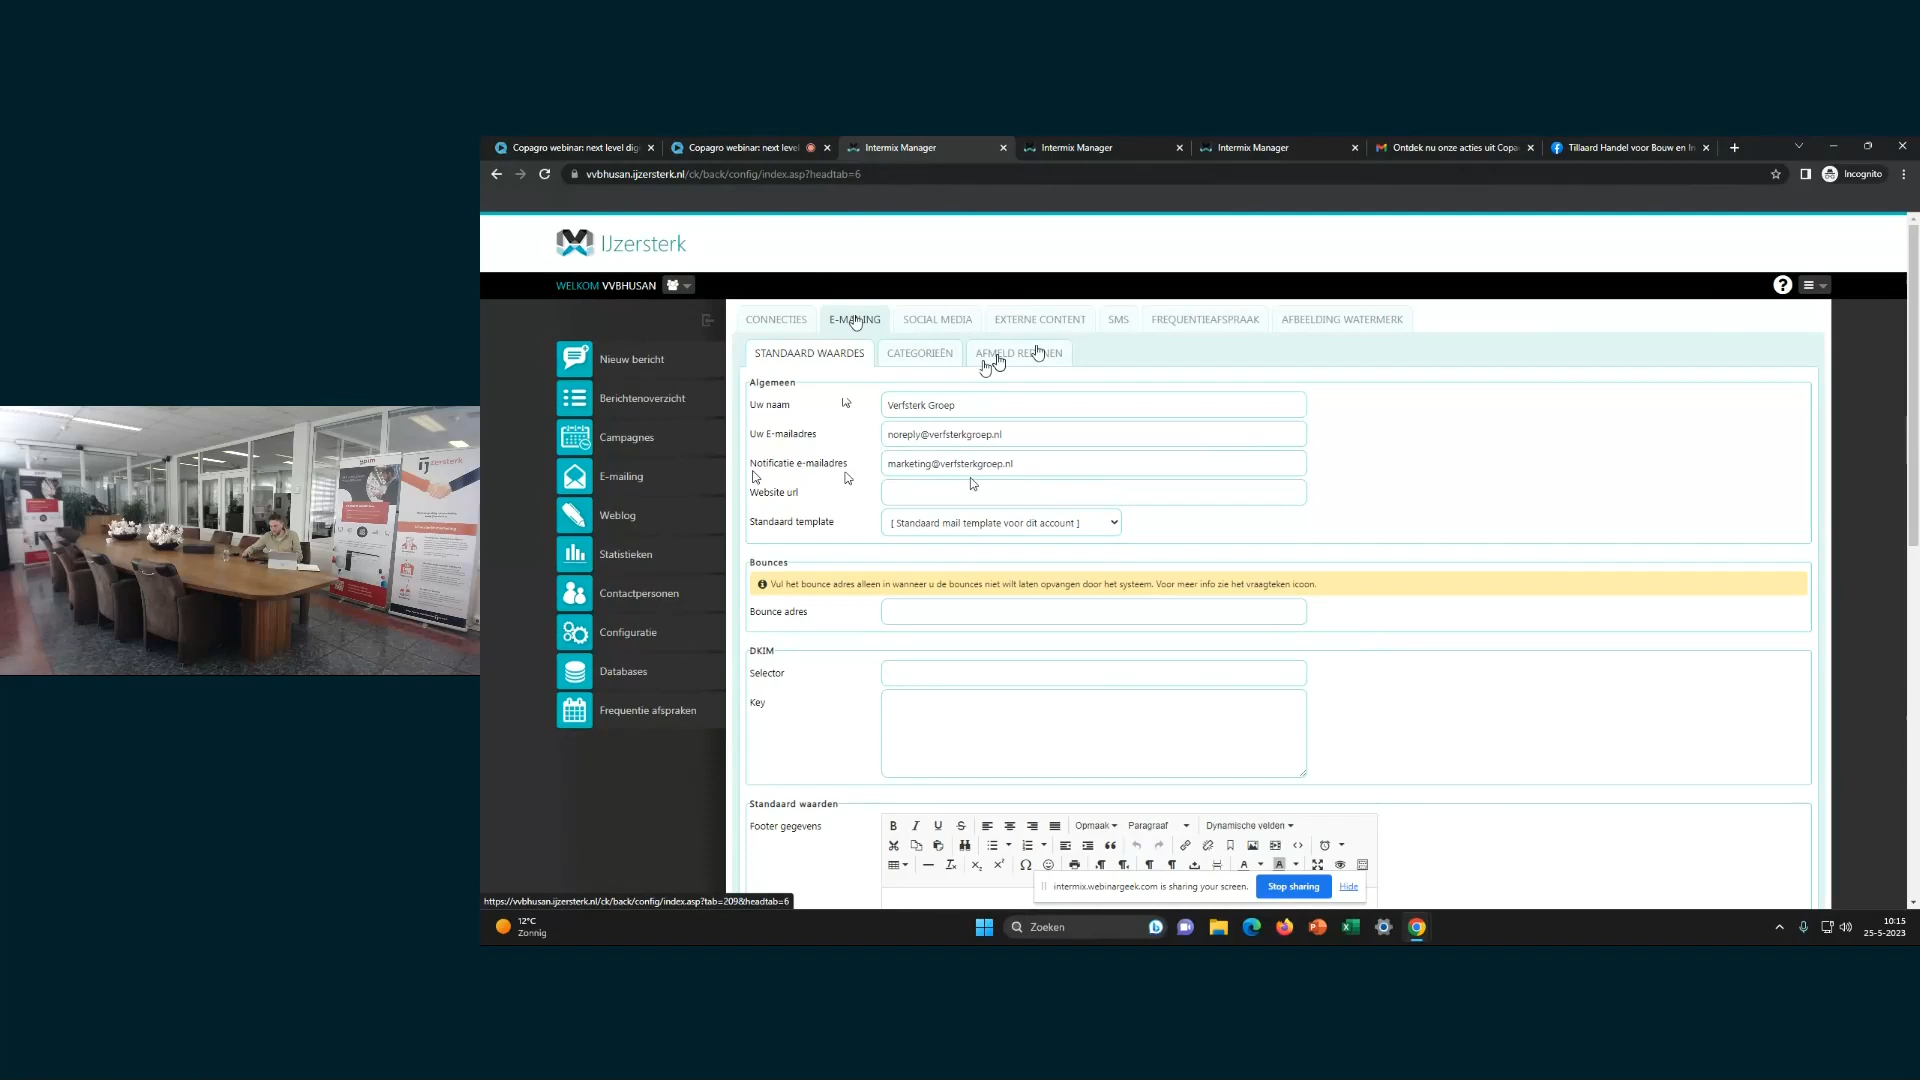 Copagro webinar: next level dig
Copagro webinar: next level
Intermix Manager
Intermix Manager
Intermix Manager
Ontdek nu onze acties uit Copa
Tillaard Handel voor Bouw en In
vvbhusan.ijzersterk.nl/ck/back/config/index.asp?headtab=6
Incognito
IJzersterk
WELKOM VVBHUSAN
CONNECTIES
E-MAILING
SOCIAL MEDIA
EXTERNE CONTENT
SMS
FREQUENTIEAFSPRAAK
AFBEELDING WATERMERK
STANDAARD WAARDES
CATEGORIEËN
AFMELD REDENEN
Nieuw bericht
Berichtenoverzicht
Campagnes
E-mailing
Weblog
Statistieken
Contactpersonen
Configuratie
Databases
Frequentie afspraken
Algemeen
Uw naam
Verfsterk Groep
Uw E-mailadres
noreply@verfsterkgroep.nl
Notificatie e-mailadres
marketing@verfsterkgroep.nl
Website url
Standaard template
[ Standaard mail template voor dit account ]
Bounces
Vul het bounce adres alleen in wanneer u de bounces niet wilt laten opvangen door het systeem. Voor meer info zie het vraagteken icoon.
Bounce adres
DKIM
Selector
Key
Standaard waarden
Footer gegevens
Opmaak
Paragraaf
Dynamische velden
intermix.webinargeek.com is sharing your screen.
Stop sharing
Hide
https://vvbhusan.ijzersterk.nl/ck/back/config/index.asp?tab=209&headtab=6
12°C
Zonnig
Zoeken
10:15
25-5-2023
ijzersterk